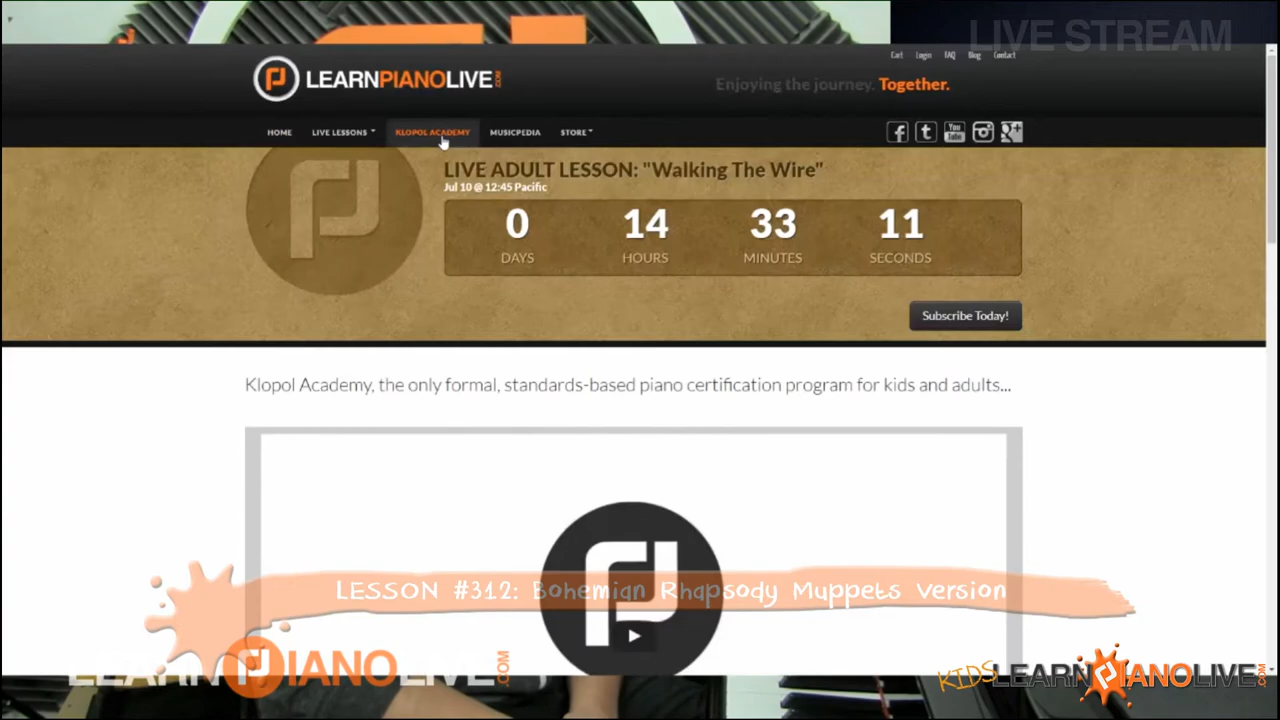 LIVE STREAM
Cart Login FAQ Blog Contact
LEARNPIANOLIVE.COM
Enjoying the journey. Together.
HOME LIVE LESSONS KLOPOL ACADEMY MUSICPEDIA STORE
f t You Tube g+
LIVE ADULT LESSON: "Walking The Wire"
Jul 10 @ 12:45 Pacific
0 14 33 11
DAYS HOURS MINUTES SECONDS
Subscribe Today!
Klopol Academy, the only formal, standards-based piano certification program for kids and adults...
LESSON #312: Bohemian Rhapsody Muppets Version
LEARNPIANOLIVE.COM
KIDS LEARNPIANOLIVE.COM